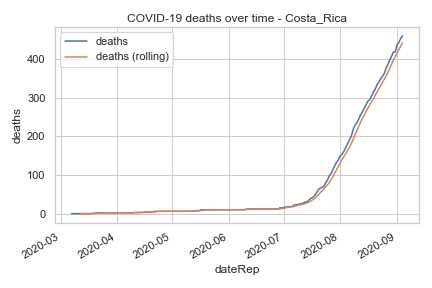 COVID-19 deaths over time - Costa_Rica
deaths
deaths (rolling)
deaths
400
300
200
100
0
2020-03
2020-04
2020-05
2020-06
2020-07
2020-08
2020-09
dateRep